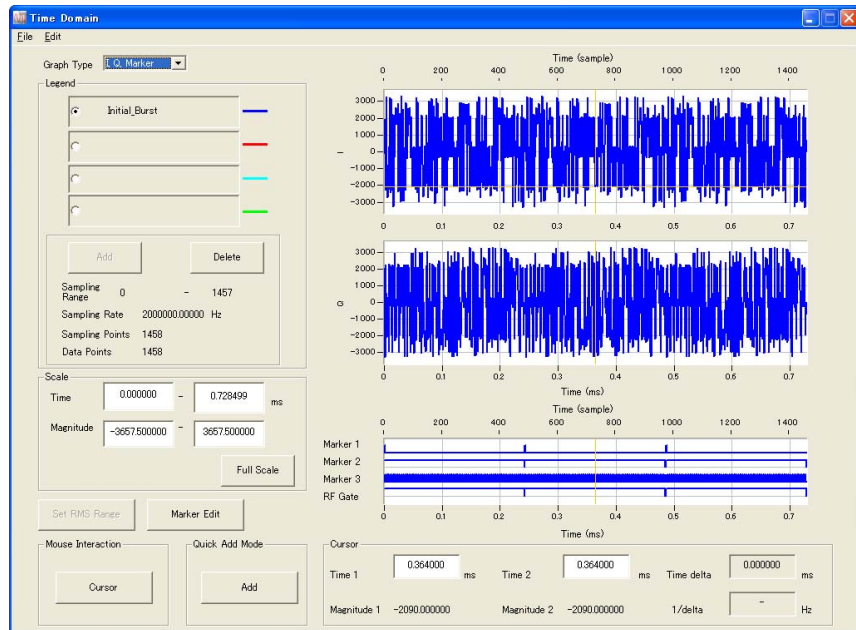 Time Domain
File Edit
Graph Type I, Q, Marker
Legend
Initial_Burst
Add Delete
Sampling Range 0 - 1457
Sampling Rate 2000000.00000 Hz
Sampling Points 1458
Data Points 1458
Scale
Time 0.000000 - 0.728499 ms
Magnitude -3657.500000 - 3657.500000
Full Scale
Set RMS Range Marker Edit
Mouse Interaction
Cursor
Quick Add Mode
Add
Time (sample)
0 200 400 600 800 1000 1200 1400
I
3000
2000
1000
0
-1000
-2000
-3000
0 0.1 0.2 0.3 0.4 0.5 0.6 0.7
Q
3000
2000
1000
0
-1000
-2000
-3000
0 0.1 0.2 0.3 0.4 0.5 0.6 0.7
Time (ms)
Time (sample)
0 200 400 600 800 1000 1200 1400
Marker 1
Marker 2
Marker 3
RF Gate
0 0.1 0.2 0.3 0.4 0.5 0.6 0.7
Time (ms)
Cursor
Time 1 0.364000 ms Time 2 0.364000 ms Time delta 0.000000 ms
Magnitude 1 -2090.000000 Magnitude 2 -2090.000000 1/delta - Hz